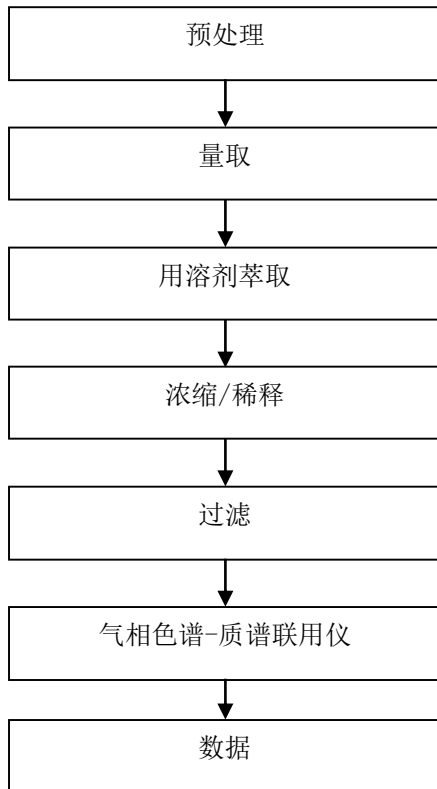 预处理
量取
用溶剂萃取
浓缩/稀释
过滤
气相色谱-质谱联用仪
数据